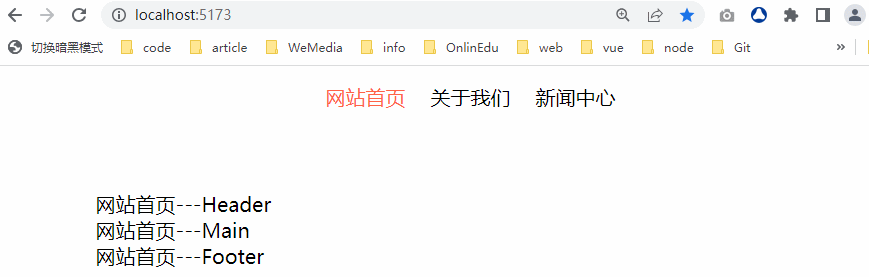 localhost:5173
切换暗黑模式 code article WeMedia info OnlinEdu web vue node Git »
网站首页 关于我们 新闻中心
网站首页---Header
网站首页---Main
网站首页---Footer